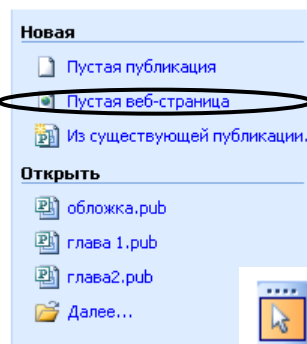 Новая
Пустая публикация
Пустая веб-страница
Из существующей публикации.
Открыть
обложка.pub
глава 1.pub
глава2.pub
Далее...